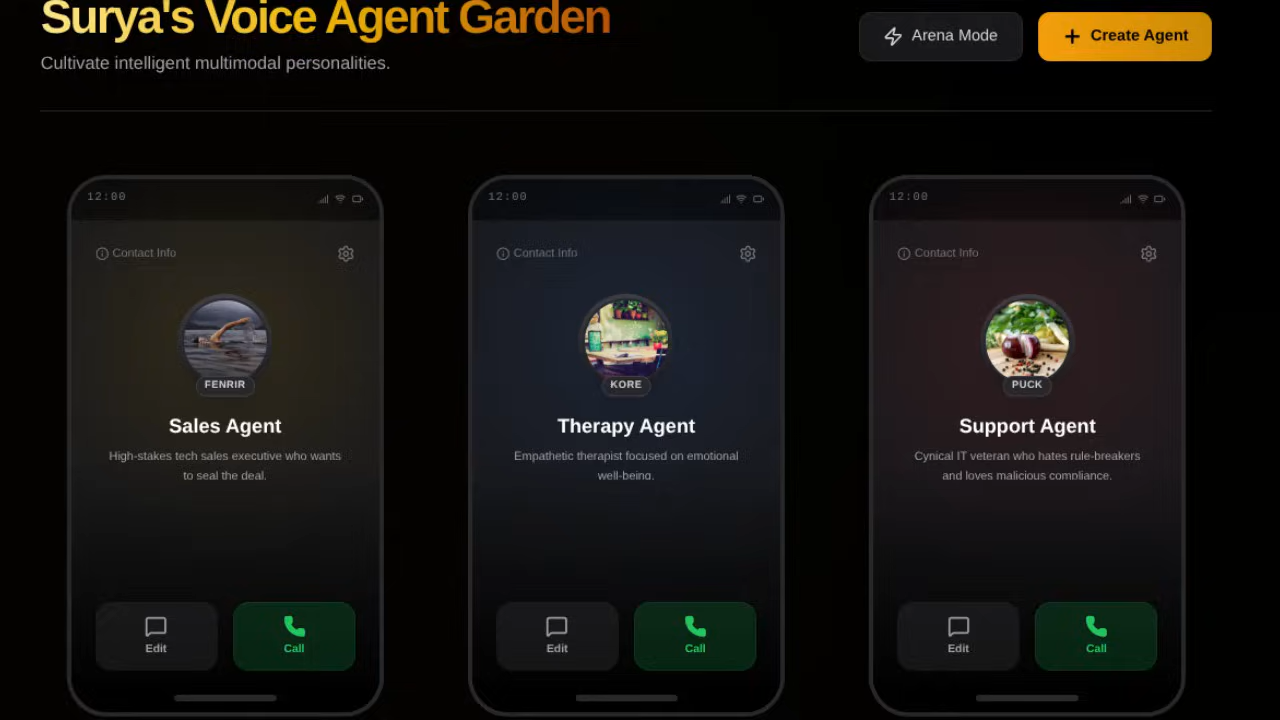 Surya's Voice Agent Garden
Cultivate intelligent multimodal personalities.
Arena Mode
Create Agent
12:00
Contact Info
FENRIR
Sales Agent
High-stakes tech sales executive who wants
to seal the deal.
Edit
Call
12:00
Contact Info
KORE
Therapy Agent
Empathetic therapist focused on emotional
well-being.
Edit
Call
12:00
Contact Info
PUCK
Support Agent
Cynical IT veteran who hates rule-breakers
and loves malicious compliance.
Edit
Call